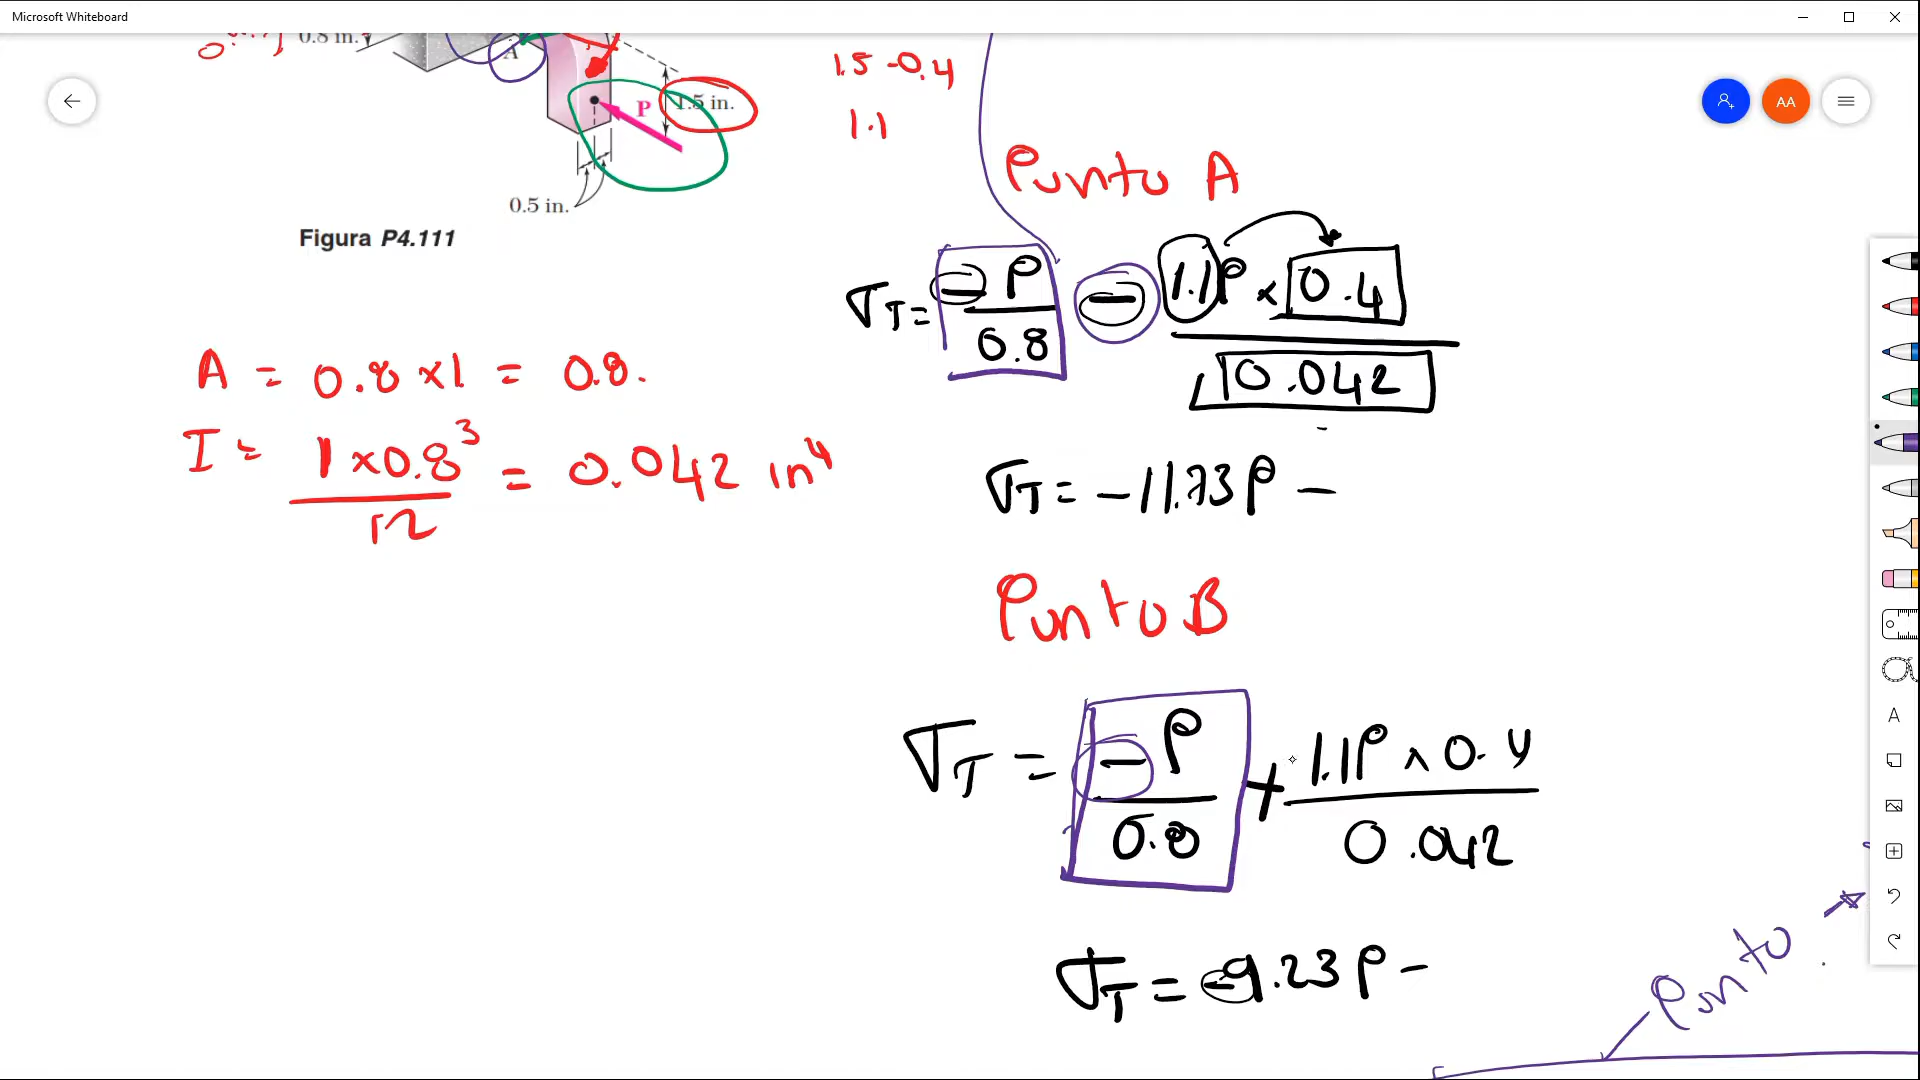 Microsoft Whiteboard
0.8 in.
A
P
1.5 in.
0.5 in.
Figura P4.111
1.5 - 0.4
1.1
AA
Punto A
σT = - P / 0.8 - 1.1P x 0.4 / 0.042
A = 0.8 x 1 = 0.8.
I = 1 x 0.8³ / 12 = 0.042 in⁴
σT = -11.73P -
Punto B
σT = - P / 0.8 + 1.1P x 0.4 / 0.042
σT = -9.23P -
Punto
A